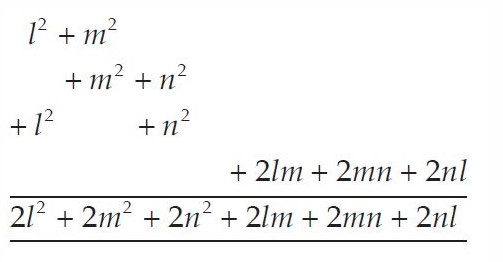 l² + m²
+ m² + n²
+ l² + n²
+ 2lm + 2mn + 2nl
2l² + 2m² + 2n² + 2lm + 2mn + 2nl